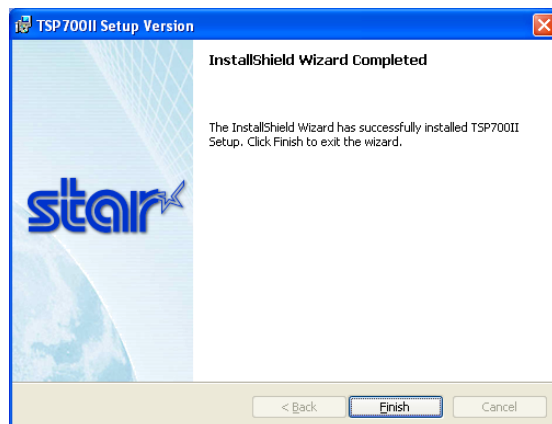 TSP700II Setup Version
InstallShield Wizard Completed
The InstallShield Wizard has successfully installed TSP700II
Setup. Click Finish to exit the wizard.
star
< Back
Finish
Cancel